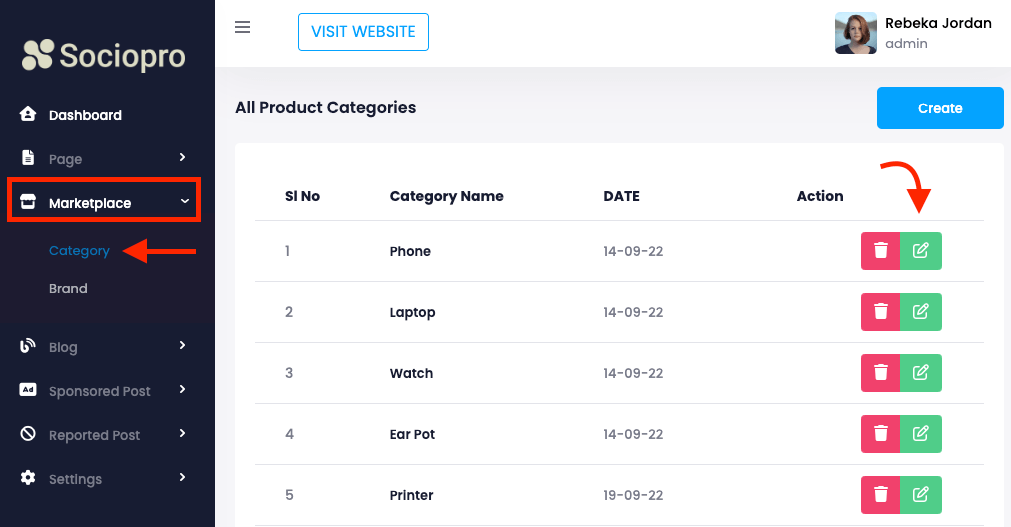 Sociopro
VISIT WEBSITE
Rebeka Jordan
admin
Dashboard
Page
Marketplace
Category
Brand
Blog
Ad Sponsored Post
Reported Post
Settings
All Product Categories
Create
Sl No Category Name DATE Action
1 Phone 14-09-22
2 Laptop 14-09-22
3 Watch 14-09-22
4 Ear Pot 14-09-22
5 Printer 19-09-22